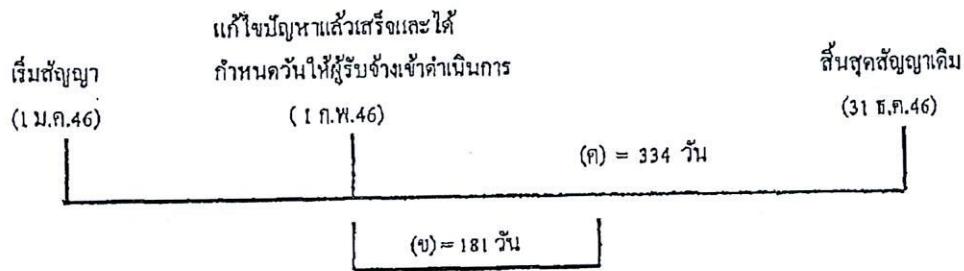 แก้ไขปัญหาแล้วเสร็จและได้
เริ่มสัญญา
กำหนดวันให้ผู้รับจ้างเข้าดำเนินการ
สิ้นสุดสัญญาเดิม
(1 ม.ค.46)
( 1 ก.พ.46)
(31 ธ.ค.46)
(ค) = 334 วัน
(ข) = 181 วัน